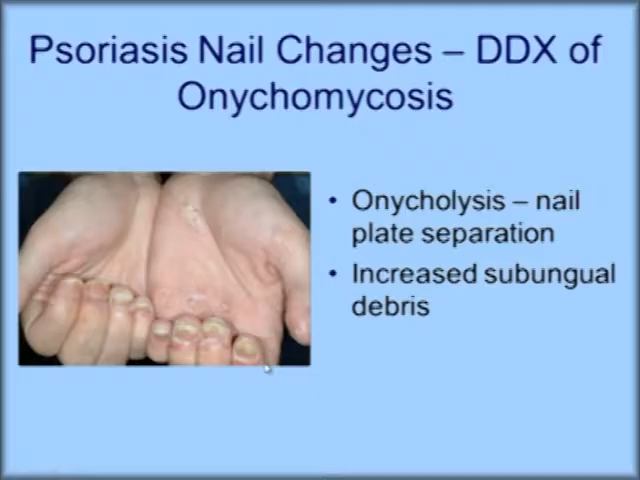 Psoriasis Nail Changes – DDX of
Onychomycosis
• Onycholysis – nail
plate separation
• Increased subungual
debris